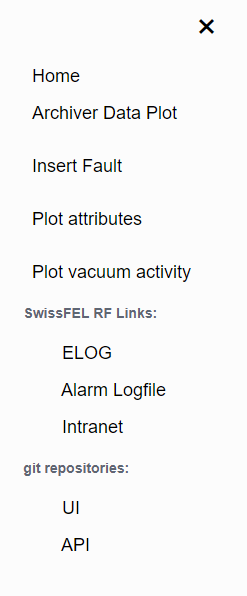 ×
Home
Archiver Data Plot
Insert Fault
Plot attributes
Plot vacuum activity
SwissFEL RF Links:
ELOG
Alarm Logfile
Intranet
git repositories:
UI
API